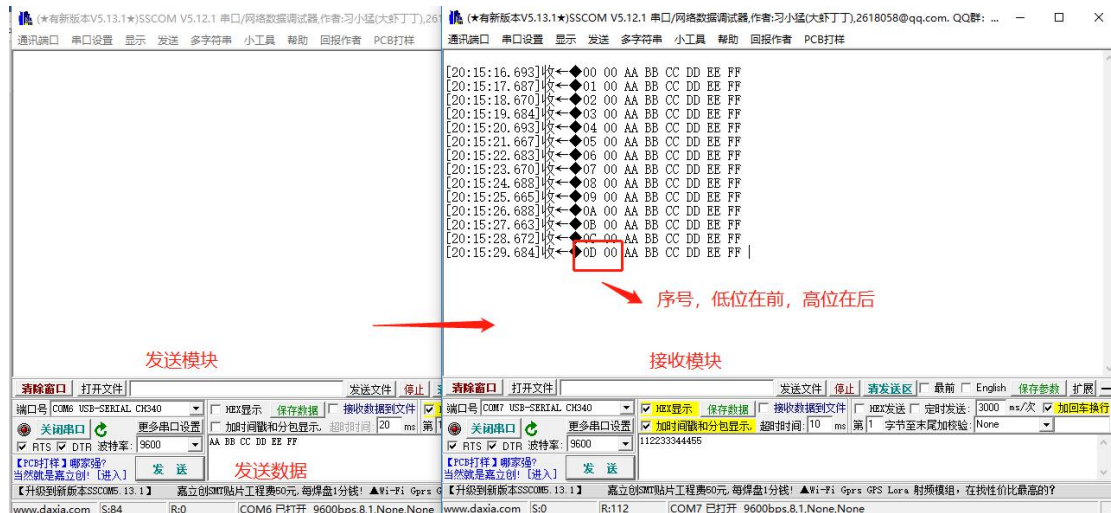 (★有新版本V5.13.1★)SSCOM V5.12.1 串口/网络数据调试器,作者:习小猛(大虾丁丁),261
通讯端口 串口设置 显示 发送 多字符串 小工具 帮助 回报作者 PCB打样
发送模块
清除窗口 打开文件 发送文件 停止
端口号 COM6 USB-SERIAL CH340 HEX显示 保存数据 接收数据到文件
关闭串口 更多串口设置 加时间戳和分包显示. 超时时间: 20 ms 第1
RTS DTR 波特率: 9600 AA BB CC DD EE FF
发送数据
【PCB打样】哪家强?
当然就是嘉立创!【进入】 发 送
【升级到新版本SSCOM5.13.1】 嘉立创SMT贴片工程费50元,每焊盘1分钱! ▲Wi-Fi Gprs G
www.daxia.com S:84 R:0 COM6 已打开 9600bps,8,1,None,None
(★有新版本V5.13.1★)SSCOM V5.12.1 串口/网络数据调试器,作者:习小猛(大虾丁丁),2618058@qq.com. QQ群: ...
通讯端口 串口设置 显示 发送 多字符串 小工具 帮助 回报作者 PCB打样
[20:15:16.693]收←◆00 00 AA BB CC DD EE FF
[20:15:17.687]收←◆01 00 AA BB CC DD EE FF
[20:15:18.670]收←◆02 00 AA BB CC DD EE FF
[20:15:19.684]收←◆03 00 AA BB CC DD EE FF
[20:15:20.693]收←◆04 00 AA BB CC DD EE FF
[20:15:21.667]收←◆05 00 AA BB CC DD EE FF
[20:15:22.683]收←◆06 00 AA BB CC DD EE FF
[20:15:23.670]收←◆07 00 AA BB CC DD EE FF
[20:15:24.688]收←◆08 00 AA BB CC DD EE FF
[20:15:25.665]收←◆09 00 AA BB CC DD EE FF
[20:15:26.688]收←◆0A 00 AA BB CC DD EE FF
[20:15:27.663]收←◆0B 00 AA BB CC DD EE FF
[20:15:28.672]收←◆0C 00 AA BB CC DD EE FF
[20:15:29.684]收←◆0D 00 AA BB CC DD EE FF
序号，低位在前，高位在后
接收模块
清除窗口 打开文件 发送文件 停止 清发送区 最前 English 保存参数 扩展
端口号 COM7 USB-SERIAL CH340 HEX显示 保存数据 接收数据到文件 HEX发送 定时发送: 3000 ms/次 加回车换行
关闭串口 更多串口设置 加时间戳和分包显示. 超时时间: 10 ms 第1 字节至末尾加校验: None
RTS DTR 波特率: 9600 112233344455
【PCB打样】哪家强?
当然就是嘉立创!【进入】 发 送
【升级到新版本SSCOM5.13.1】 嘉立创SMT贴片工程费50元,每焊盘1分钱! ▲Wi-Fi Gprs GPS Lora 射频模组, 在找性价比最高的?
www.daxia.com S:0 R:112 COM7 已打开 9600bps,8,1,None,None